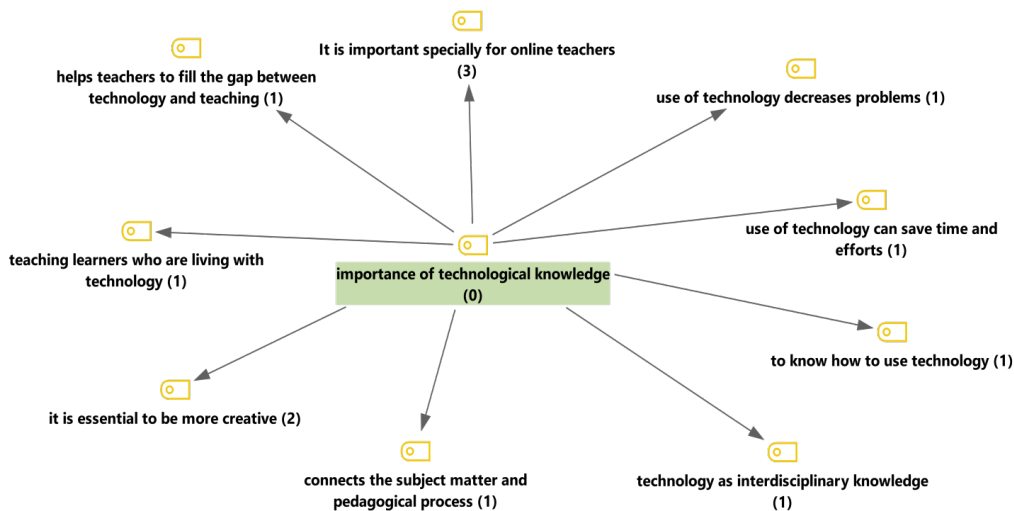 It is important specially for online teachers
(3)
helps teachers to fill the gap between
technology and teaching (1)
use of technology decreases problems (1)
use of technology can save time and
efforts (1)
teaching learners who are living with
technology (1)
importance of technological knowledge
(0)
to know how to use technology (1)
it is essential to be more creative (2)
connects the subject matter and
pedagogical process (1)
technology as interdisciplinary knowledge
(1)